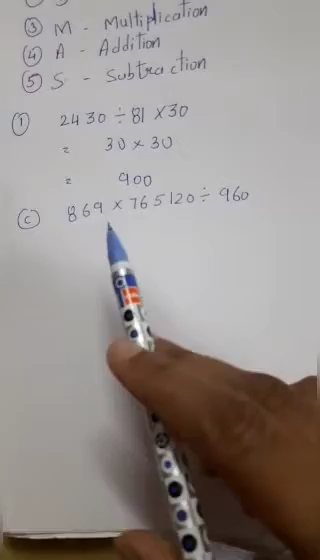 ③ M - Multiplication
④ A - Addition
⑤ S - Subtraction
① 2430 ÷ 81 × 30
= 30 × 30
= 900
Ⓒ 869 × 765120 ÷ 960